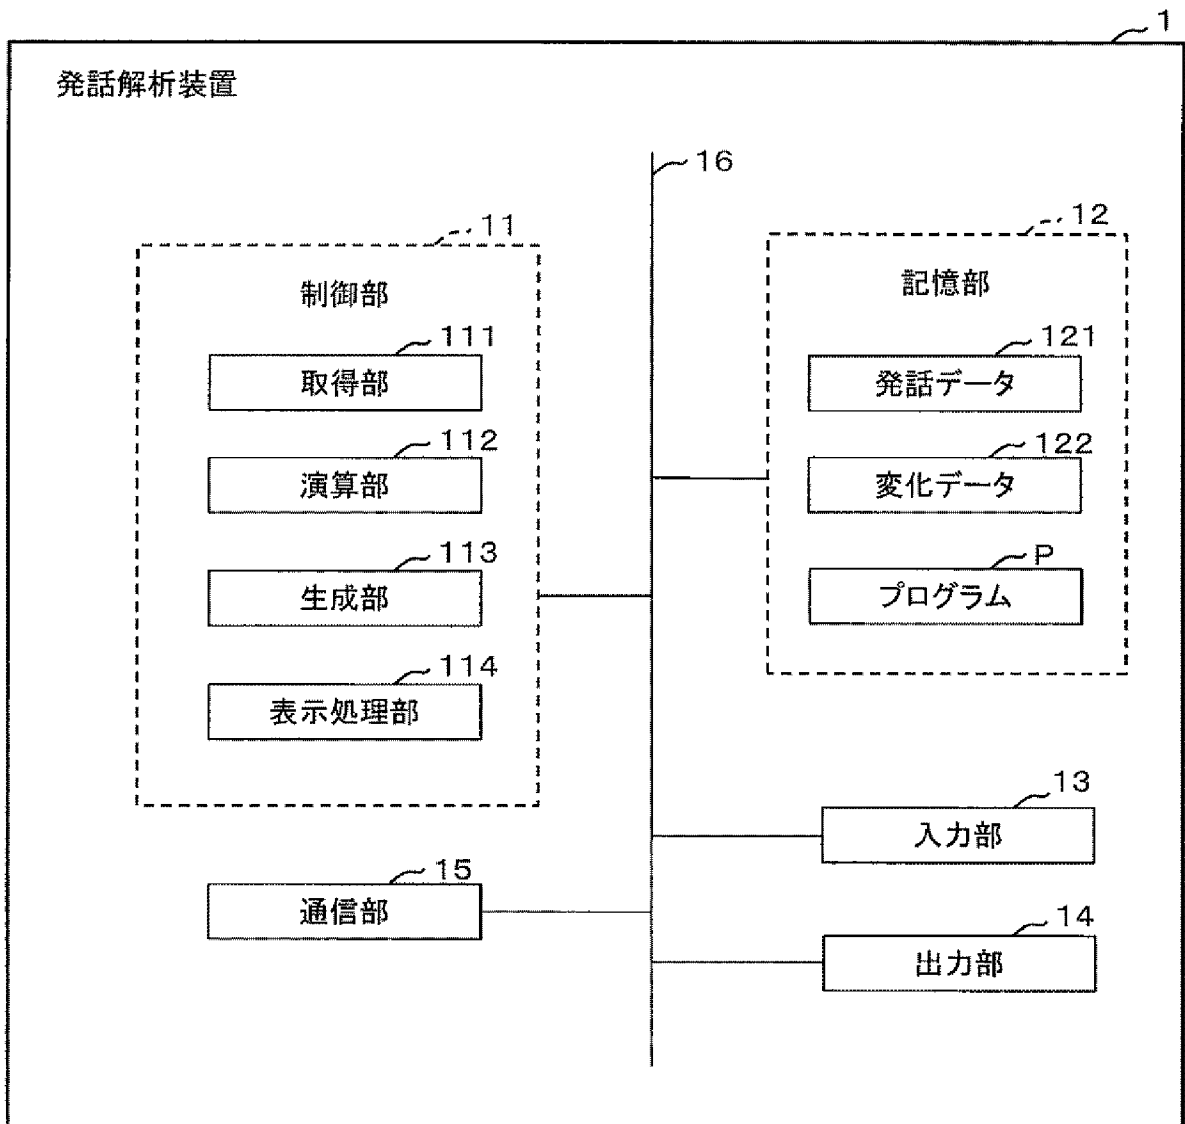 1
発話解析装置
16
11
制御部
111
取得部
112
演算部
113
生成部
114
表示処理部
15
通信部
12
記憶部
121
発話データ
122
変化データ
P
プログラム
13
入力部
14
出力部